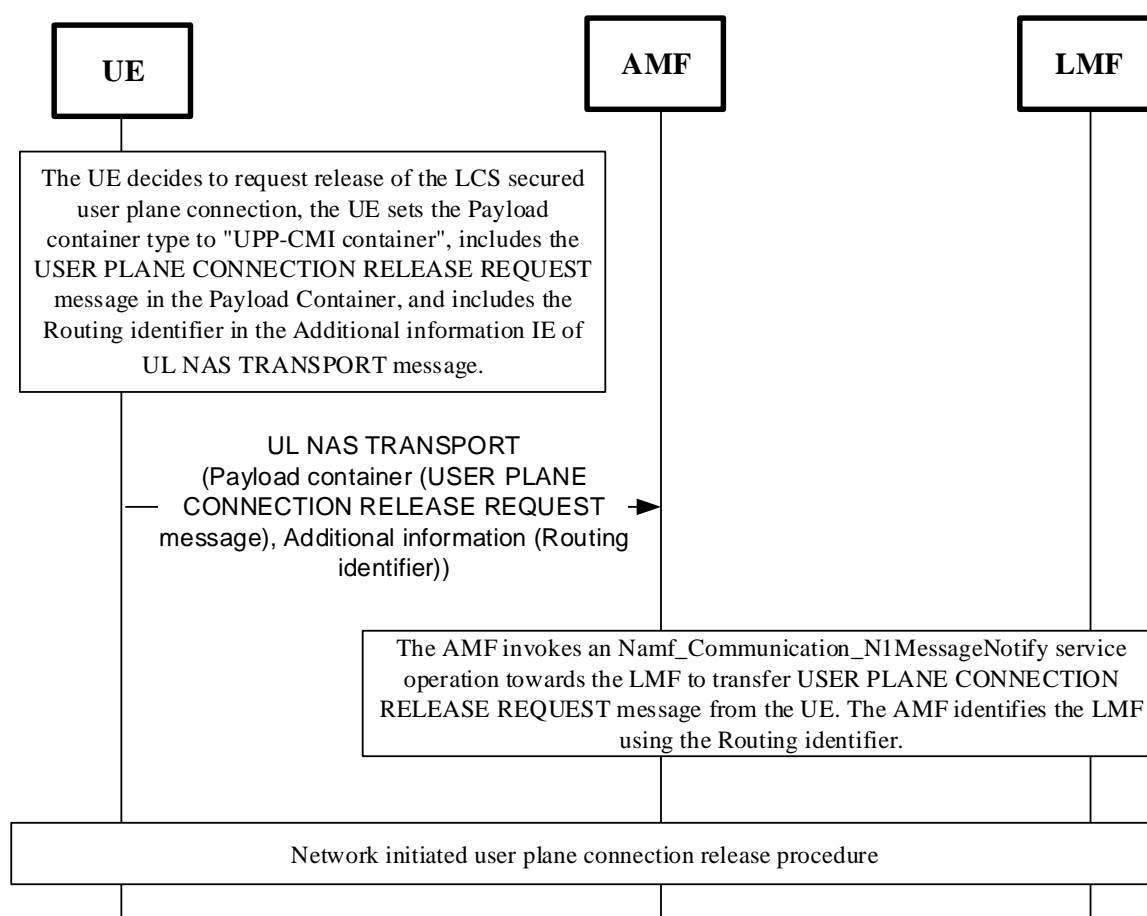 UE
AMF
LMF
The UE decides to request release of the LCS secured
user plane connection, the UE sets the Payload
container type to "UPP-CMI container", includes the
USER PLANE CONNECTION RELEASE REQUEST
message in the Payload Container, and includes the
Routing identifier in the Additional information IE of
UL NAS TRANSPORT message.
UL NAS TRANSPORT
(Payload container (USER PLANE
CONNECTION RELEASE REQUEST
message), Additional information (Routing
identifier))
The AMF invokes an Namf_Communication_N1MessageNotify service
operation towards the LMF to transfer USER PLANE CONNECTION
RELEASE REQUEST message from the UE. The AMF identifies the LMF
using the Routing identifier.
Network initiated user plane connection release procedure